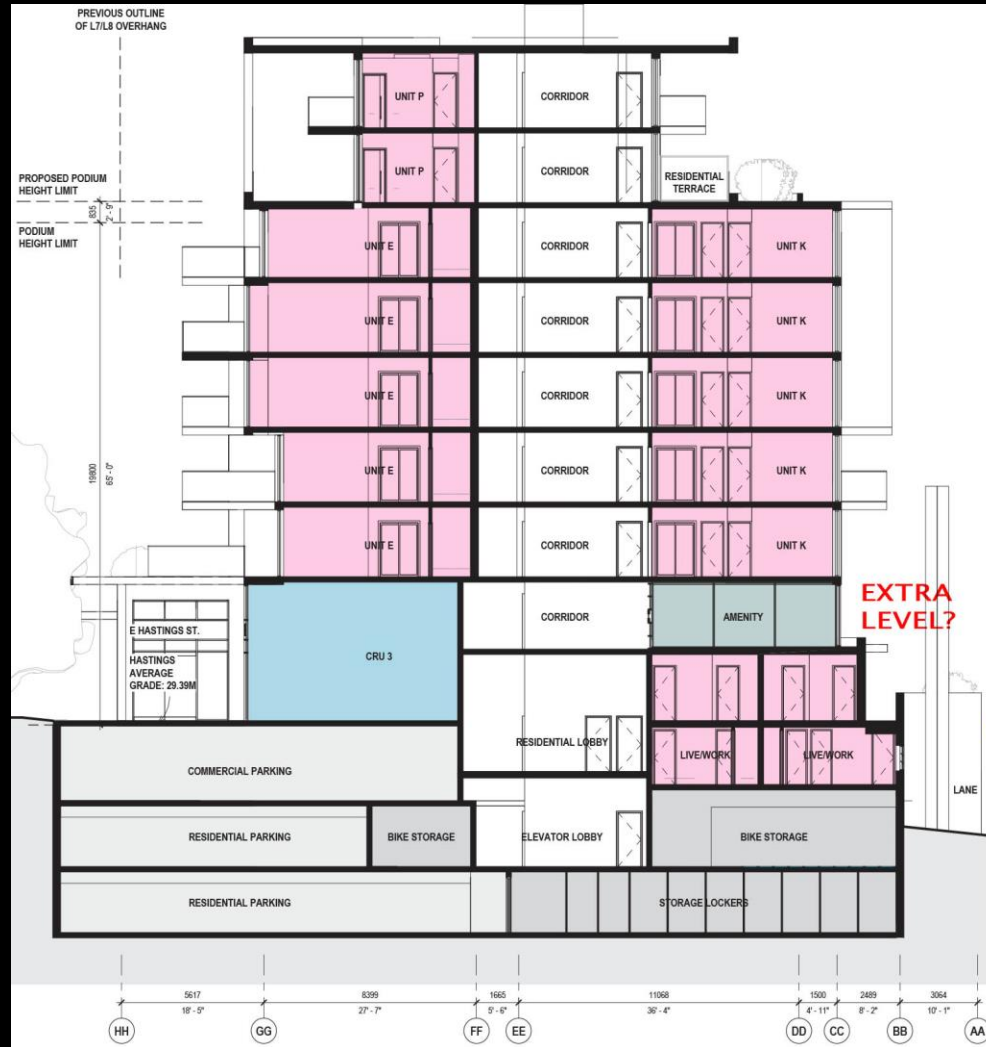 PREVIOUS OUTLINE
OF L7/L8 OVERHANG
UNIT P
CORRIDOR
UNIT P
CORRIDOR
RESIDENTIAL
TERRACE
PROPOSED PODIUM
HEIGHT LIMIT
835
2' - 9"
PODIUM
HEIGHT LIMIT
UNIT E
CORRIDOR
UNIT K
UNIT E
CORRIDOR
UNIT K
UNIT E
CORRIDOR
UNIT K
UNIT E
CORRIDOR
UNIT K
19800
65' - 0"
UNIT E
CORRIDOR
UNIT K
EXTRA
LEVEL?
CORRIDOR
AMENITY
E HASTINGS ST.
HASTINGS
AVERAGE
GRADE: 29.39M
CRU 3
RESIDENTIAL LOBBY
LIVE/WORK
LIVE/WORK
COMMERCIAL PARKING
LANE
RESIDENTIAL PARKING
BIKE STORAGE
ELEVATOR LOBBY
BIKE STORAGE
RESIDENTIAL PARKING
STORAGE LOCKERS
5617
18' - 5"
8399
27' - 7"
1665
5' - 6"
11068
36' - 4"
1500
4' - 11"
2489
8' - 2"
3064
10' - 1"
HH
GG
FF
EE
DD
CC
BB
AA